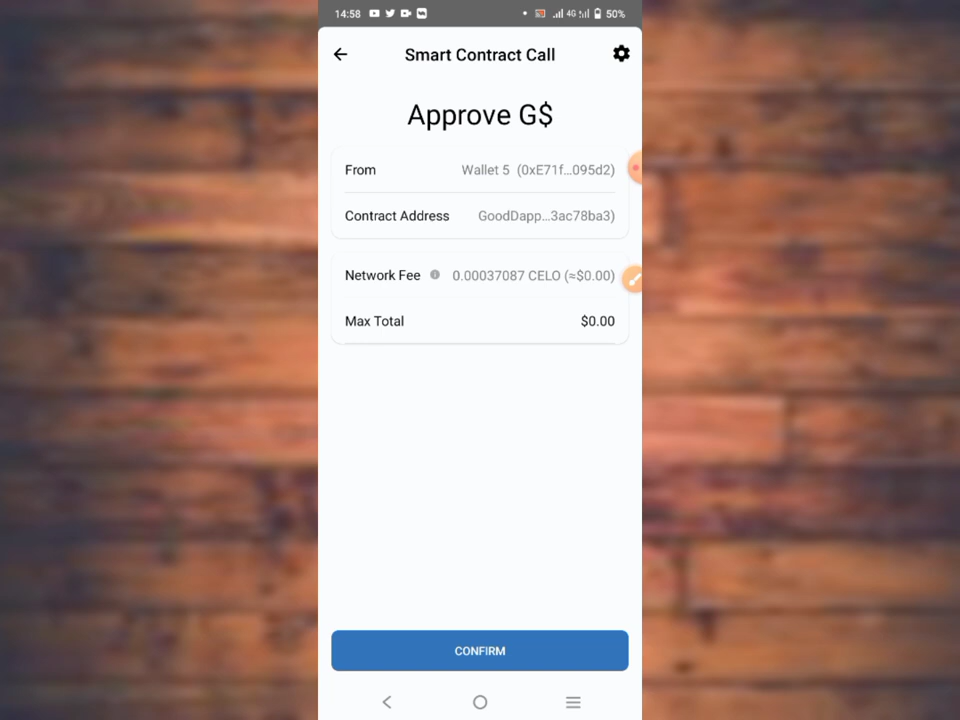 14:58 4G 50%
Smart Contract Call
Approve G$
From Wallet 5 (0xE71f...095d2)
Contract Address GoodDapp...3ac78ba3)
Network Fee 0.00037087 CELO (≈$0.00)
Max Total $0.00
CONFIRM